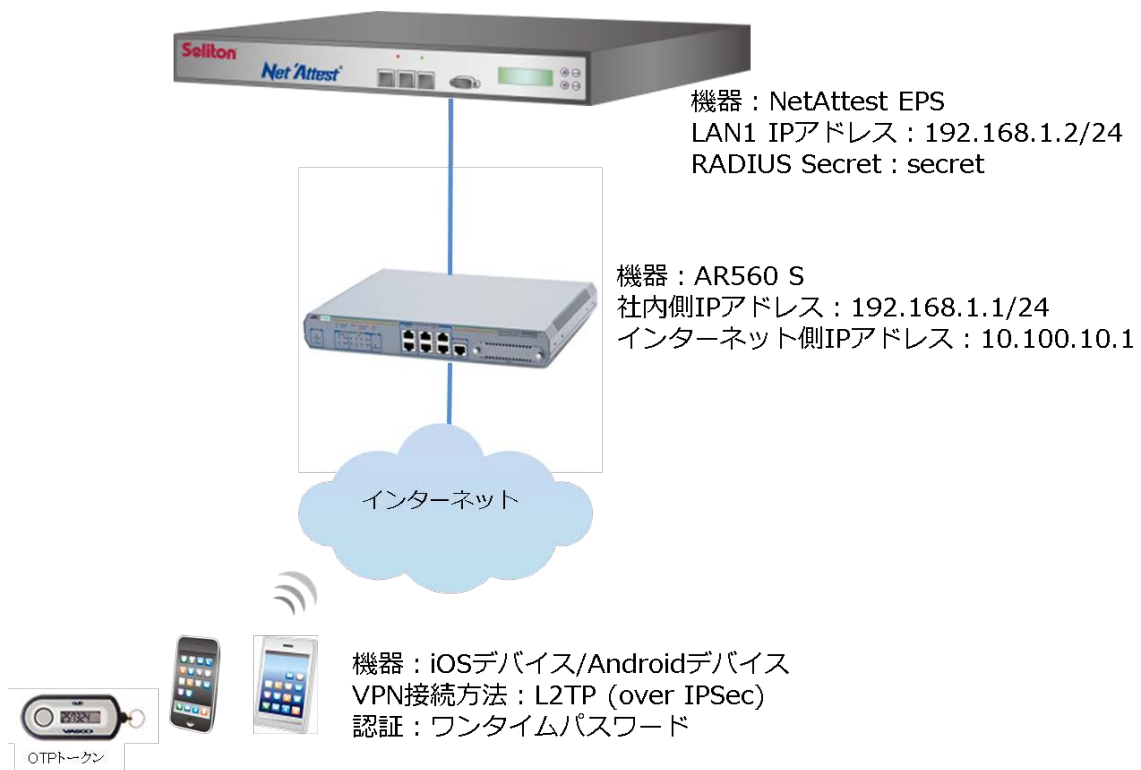 Soliton
Net'Attest
機器：NetAttest EPS
LAN1 IPアドレス：192.168.1.2/24
RADIUS Secret：secret
機器：AR560 S
社内側IPアドレス：192.168.1.1/24
インターネット側IPアドレス：10.100.10.1
インターネット
機器：iOSデバイス/Androidデバイス
VPN接続方法：L2TP (over IPSec)
認証：ワンタイムパスワード
VASCO
OTPトークン